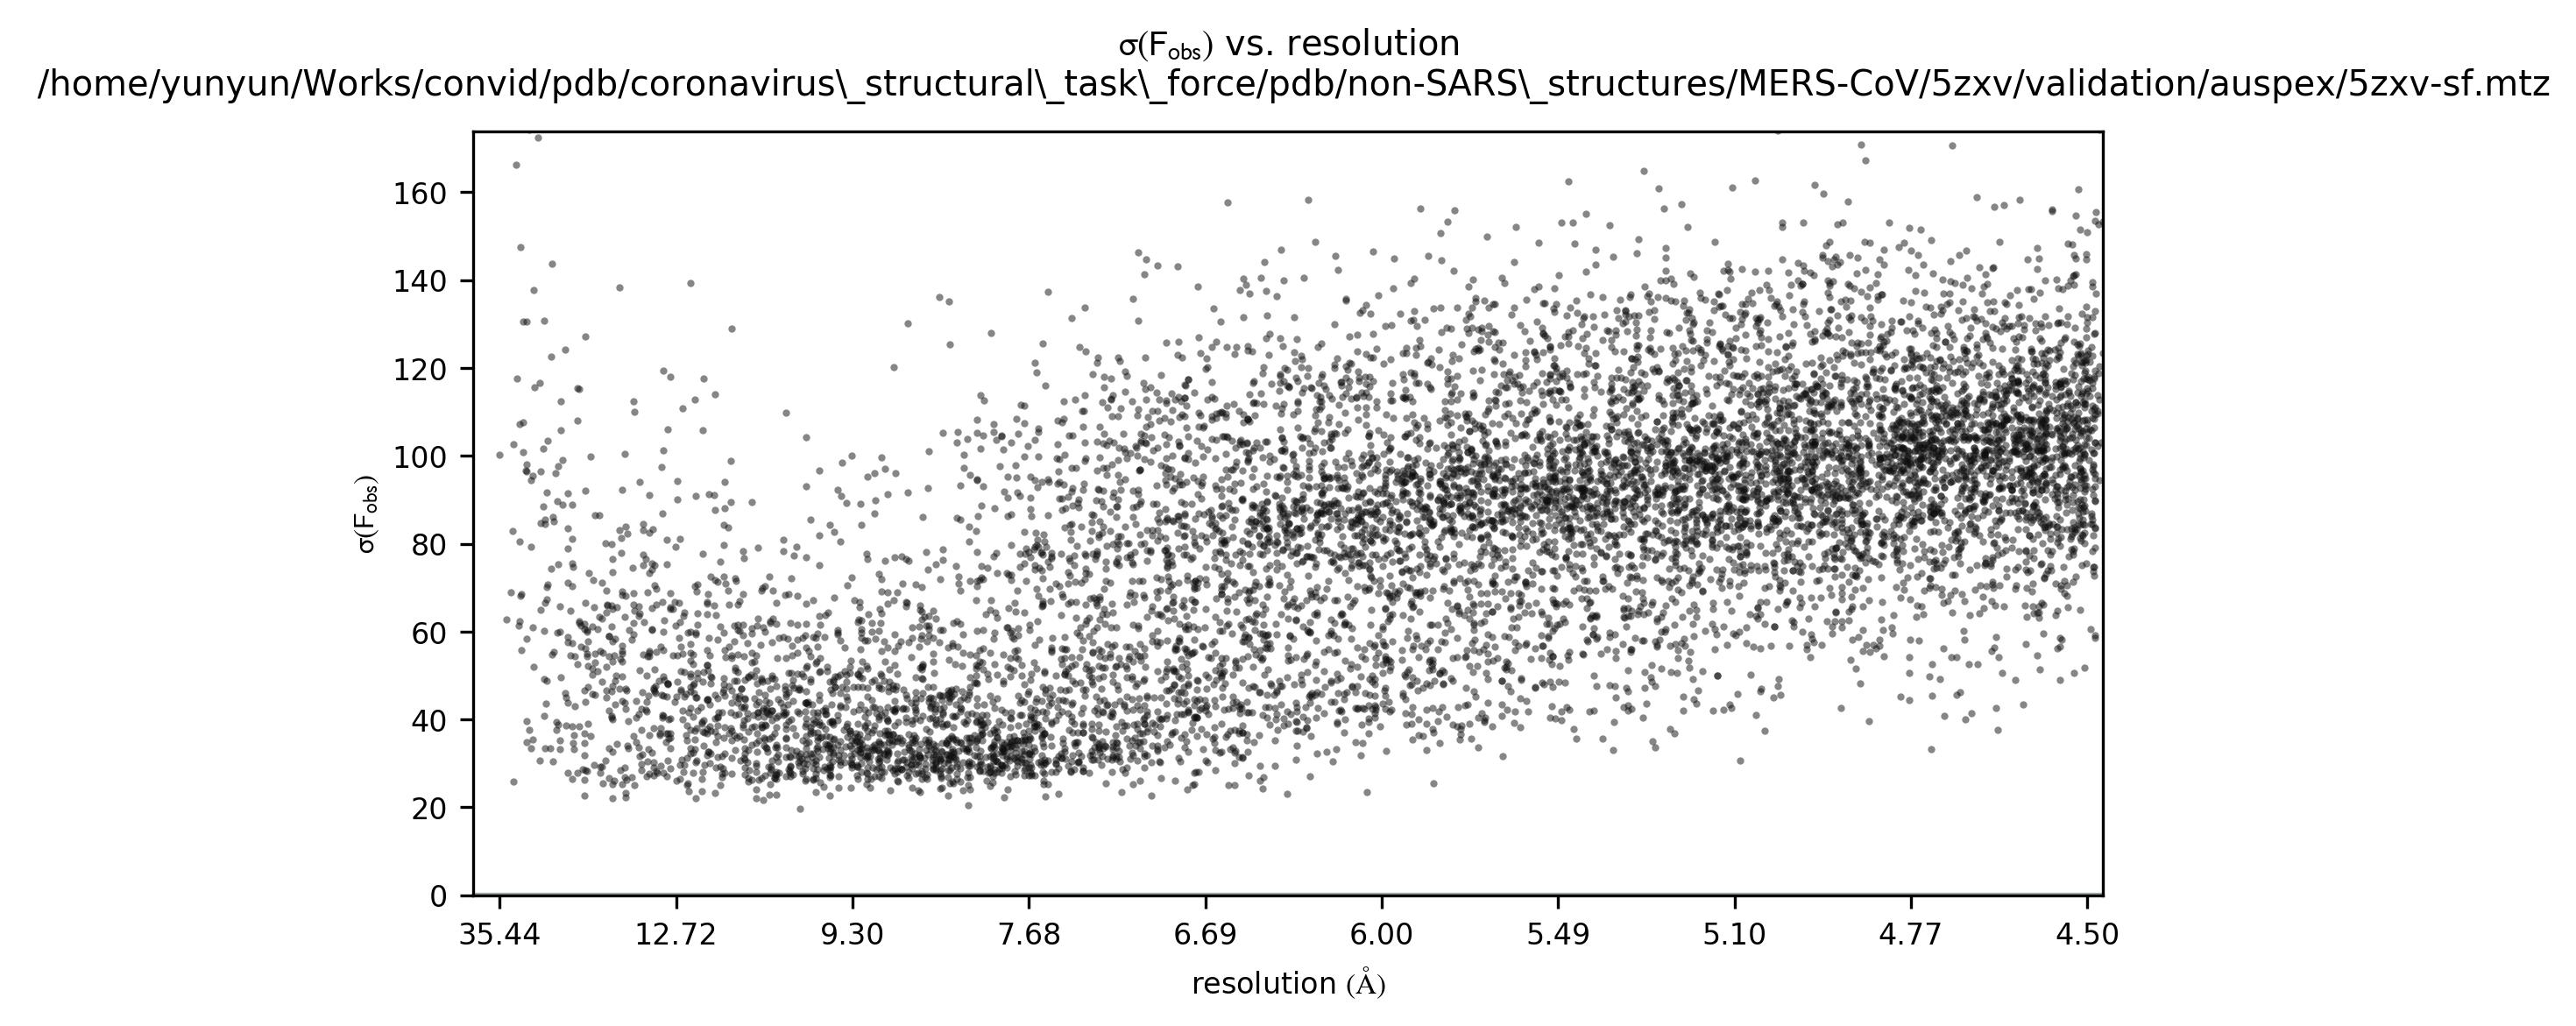 σ(F_obs) vs. resolution
/home/yunyun/Works/convid/pdb/coronavirus\_structural\_task\_force/pdb/non-SARS\_structures/MERS-CoV/5zxv/validation/auspex/5zxv-sf.mtz
160
140
120
100
80
60
40
20
0
σ(F_obs)
35.44 12.72 9.30 7.68 6.69 6.00 5.49 5.10 4.77 4.50
resolution (Å)